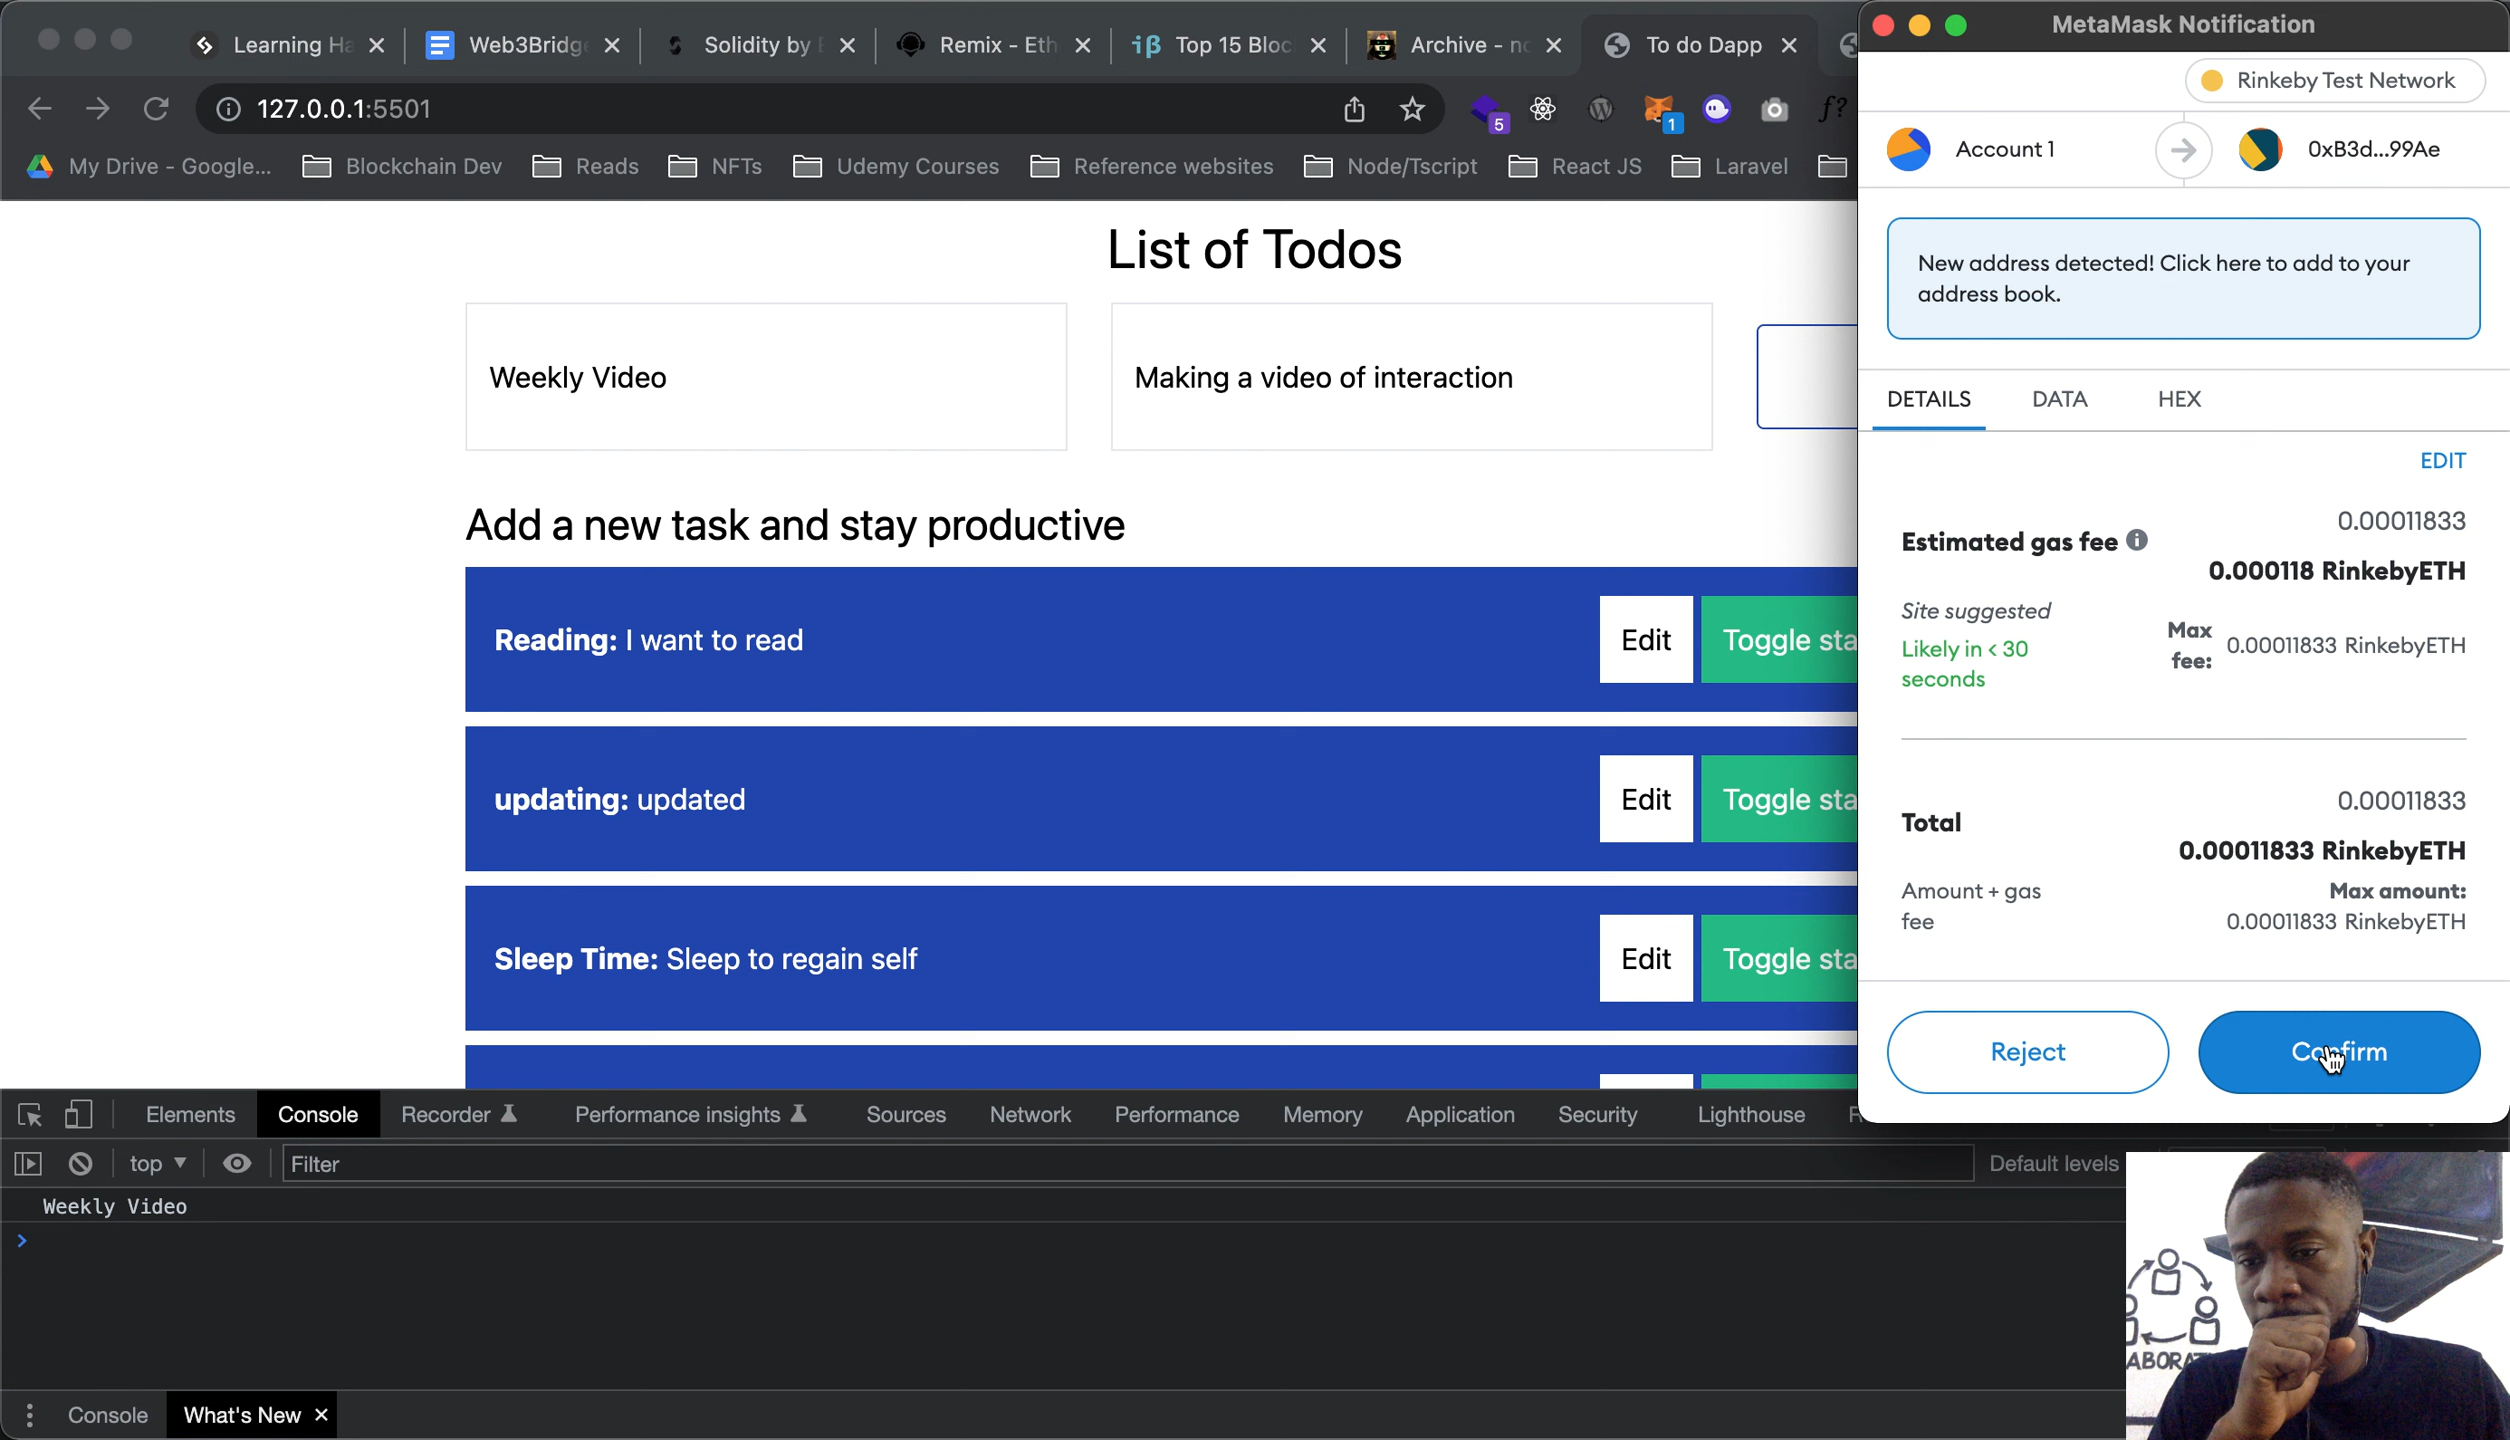 Learning Ha
Web3Bridge
Solidity by E
Remix - Eth
Top 15 Bloc
Archive - no
To do Dapp
127.0.0.1:5501
5
1
f?
My Drive - Google...
Blockchain Dev
Reads
NFTs
Udemy Courses
Reference websites
Node/Tscript
React JS
Laravel
List of Todos
Weekly Video
Making a video of interaction
Add a new task and stay productive
Reading: I want to read
Edit
Toggle sta
updating: updated
Edit
Toggle sta
Sleep Time: Sleep to regain self
Edit
Toggle sta
MetaMask Notification
Rinkeby Test Network
Account 1
0xB3d...99Ae
New address detected! Click here to add to your
address book.
DETAILS
DATA
HEX
EDIT
0.00011833
Estimated gas fee
0.000118 RinkebyETH
Site suggested
Likely in < 30
seconds
Max
fee:
0.00011833 RinkebyETH
0.00011833
Total
0.00011833 RinkebyETH
Amount + gas
fee
Max amount:
0.00011833 RinkebyETH
Reject
Confirm
Elements
Console
Recorder
Performance insights
Sources
Network
Performance
Memory
Application
Security
Lighthouse
top
Filter
Default levels
Weekly Video
Console
What's New